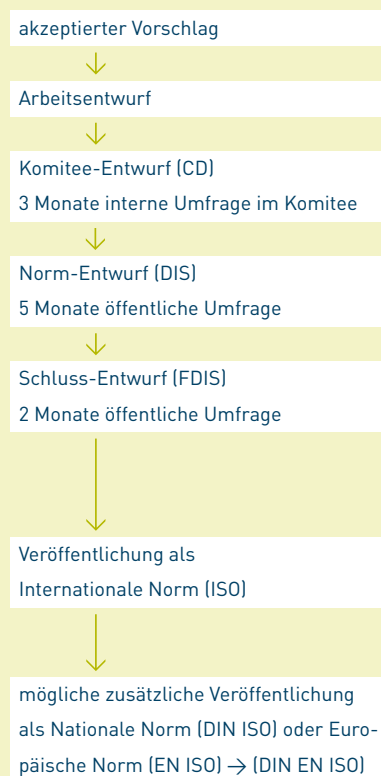 akzeptierter Vorschlag
Arbeitsentwurf
Komitee-Entwurf (CD)
3 Monate interne Umfrage im Komitee
Norm-Entwurf (DIS)
5 Monate öffentliche Umfrage
Schluss-Entwurf (FDIS)
2 Monate öffentliche Umfrage
Veröffentlichung als
Internationale Norm (ISO)
mögliche zusätzliche Veröffentlichung
als Nationale Norm (DIN ISO) oder Euro-
päische Norm (EN ISO) → (DIN EN ISO)